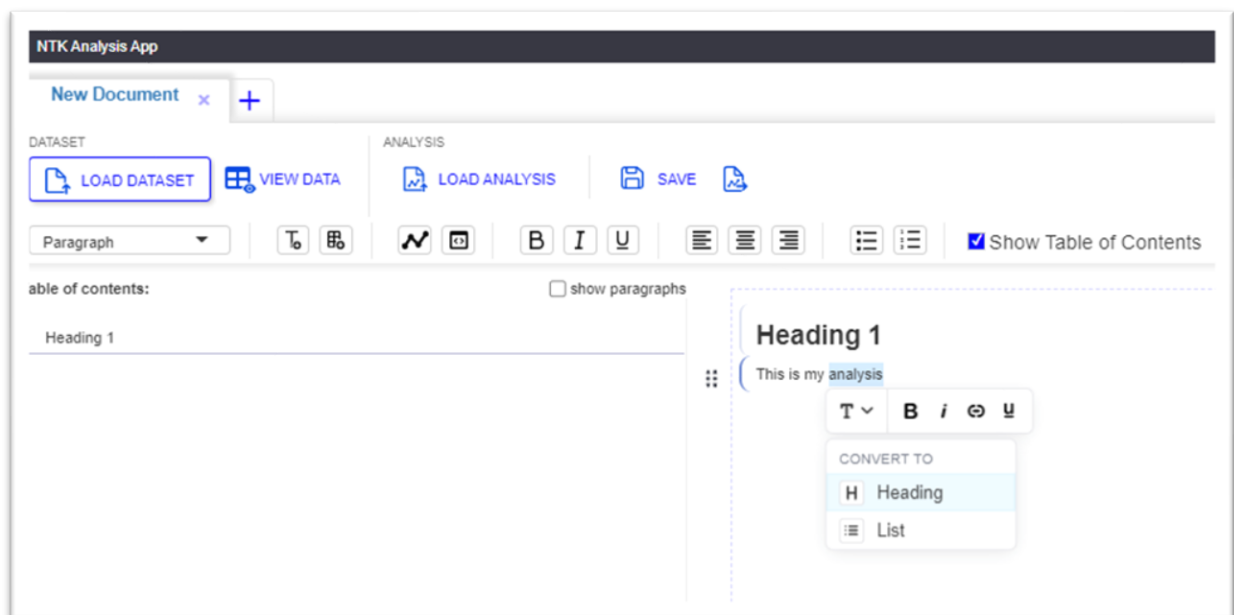 NTK Analysis App
New Document x +
DATASET ANALYSIS
LOAD DATASET VIEW DATA LOAD ANALYSIS SAVE
Paragraph B I U Show Table of Contents
able of contents: show paragraphs
Heading 1
Heading 1
This is my analysis
T B i U
CONVERT TO
H Heading
List